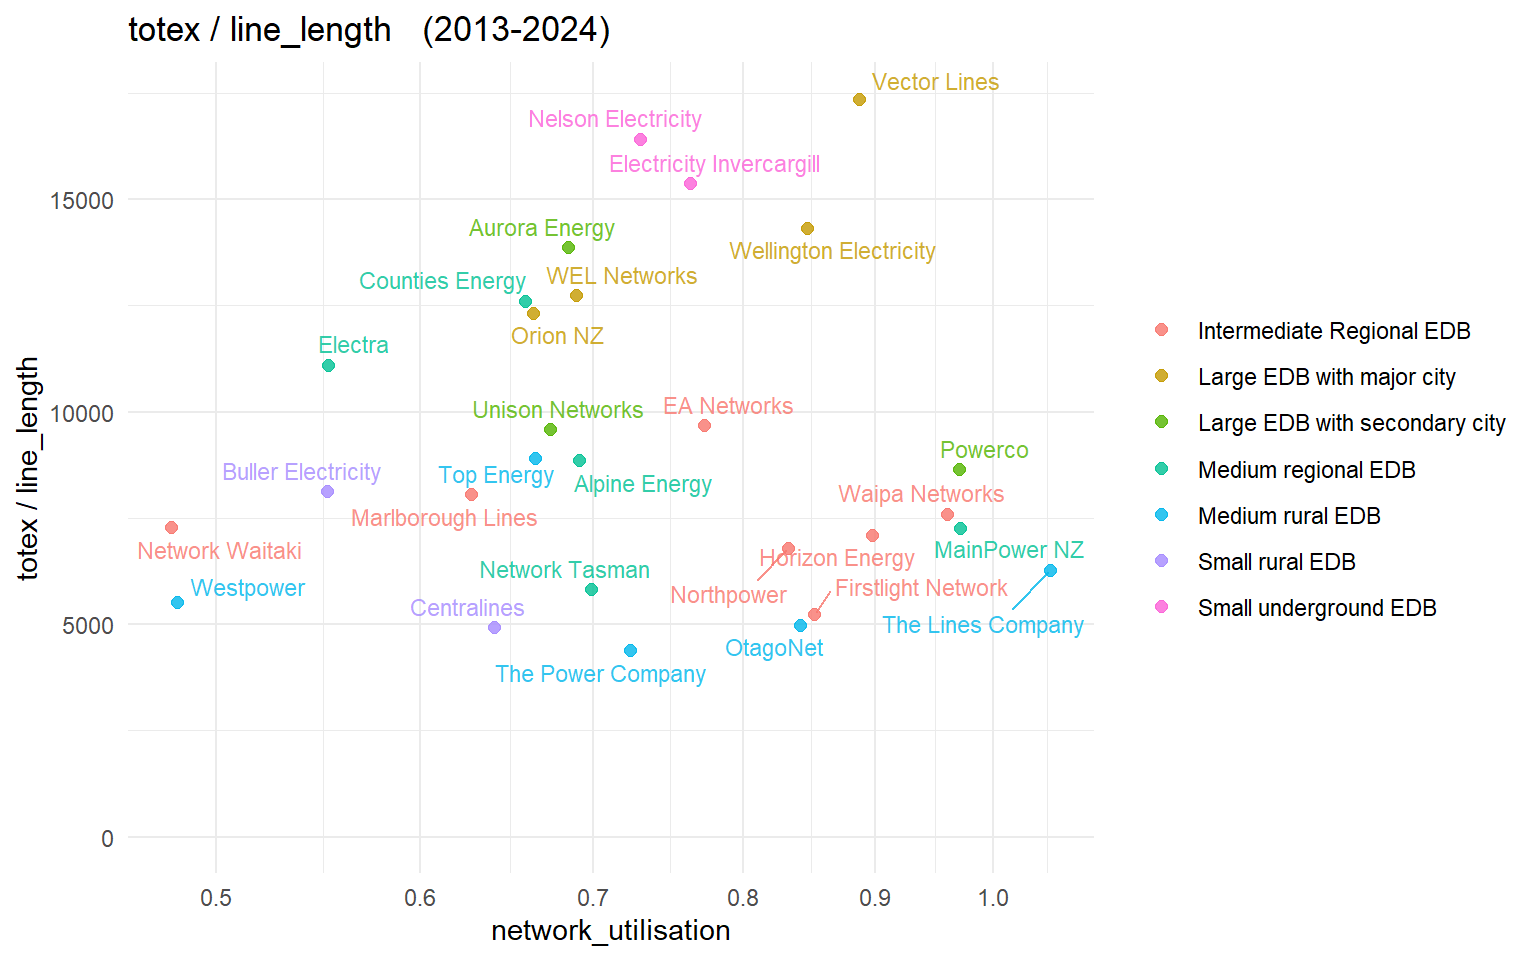 totex / line_length (2013-2024)
Vector Lines
Nelson Electricity
Electricity Invercargill
15000
Aurora Energy
Wellington Electricity
Counties Energy
WEL Networks
Orion NZ
Electra
totex / line_length
10000
Unison Networks
EA Networks
Powerco
Buller Electricity
Top Energy
Alpine Energy
Waipa Networks
Marlborough Lines
Network Waitaki
Horizon Energy
MainPower NZ
Network Tasman
Westpower
Northpower
Firstlight Network
Centralines
5000
The Lines Company
OtagoNet
The Power Company
0
0.5
0.6
0.7
0.8
0.9
1.0
network_utilisation
Intermediate Regional EDB
Large EDB with major city
Large EDB with secondary city
Medium regional EDB
Medium rural EDB
Small rural EDB
Small underground EDB